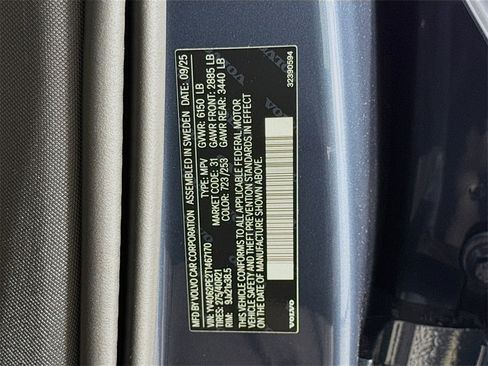 MFD BY VOLVO CAR CORPORATION ASSEMBLED IN SWEDEN DATE: 09/25
VIN: YV4062PE2T1467170 TYPE: MPV GVWR: 6150 LB
TIRES: 275/40R21 MARKET CODE: 31 GAWR FRONT: 2885 LB
RIM: 9Jx21x38.5 COLOR: 723/253 GAWR REAR: 3440 LB
THIS VEHICLE CONFORMS TO ALL APPLICABLE FEDERAL MOTOR
VEHICLE SAFETY AND THEFT PREVENTION STANDARDS IN EFFECT
ON THE DATE OF MANUFACTURE SHOWN ABOVE.
VOLVO 32390594